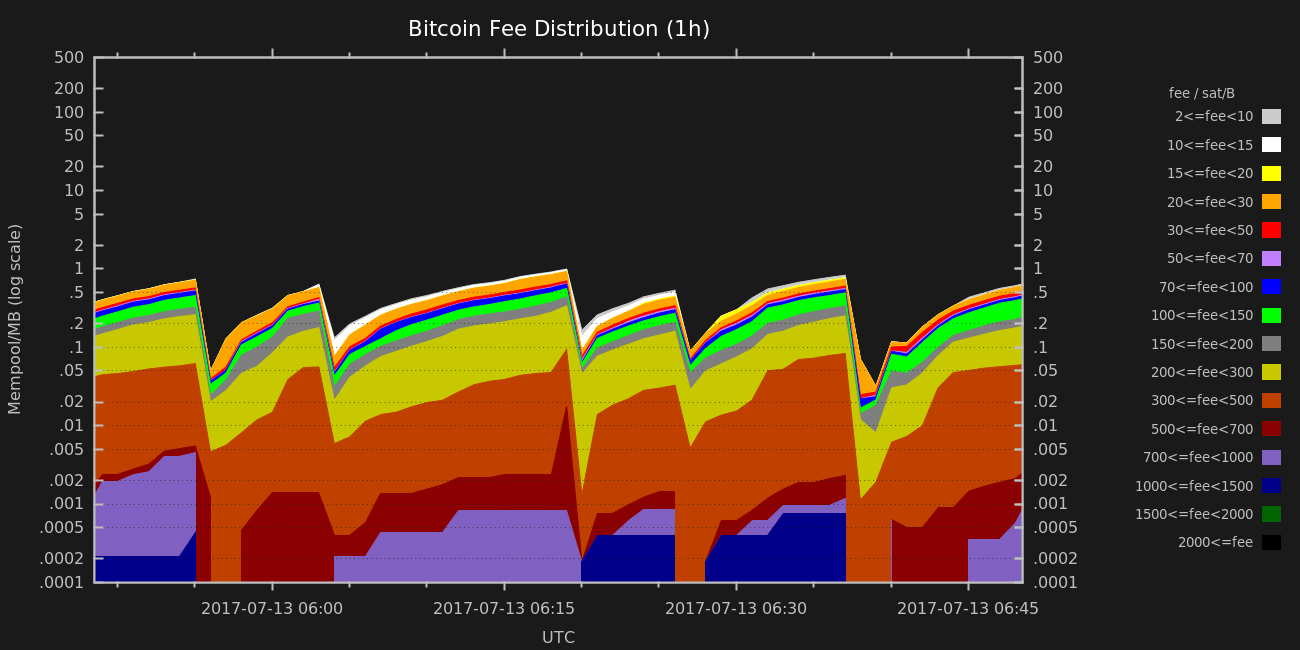 Bitcoin Fee Distribution (1h)
Mempool/MB (log scale)
500
200
100
50
20
10
5
2
1
.5
.2
.1
.05
.02
.01
.005
.002
.001
.0005
.0002
.0001
500
200
100
50
20
10
5
2
1
.5
.2
.1
.05
.02
.01
.005
.002
.001
.0005
.0002
.0001
fee / sat/B
2<=fee<10
10<=fee<15
15<=fee<20
20<=fee<30
30<=fee<50
50<=fee<70
70<=fee<100
100<=fee<150
150<=fee<200
200<=fee<300
300<=fee<500
500<=fee<700
700<=fee<1000
1000<=fee<1500
1500<=fee<2000
2000<=fee
2017-07-13 06:00
2017-07-13 06:15
2017-07-13 06:30
2017-07-13 06:45
UTC